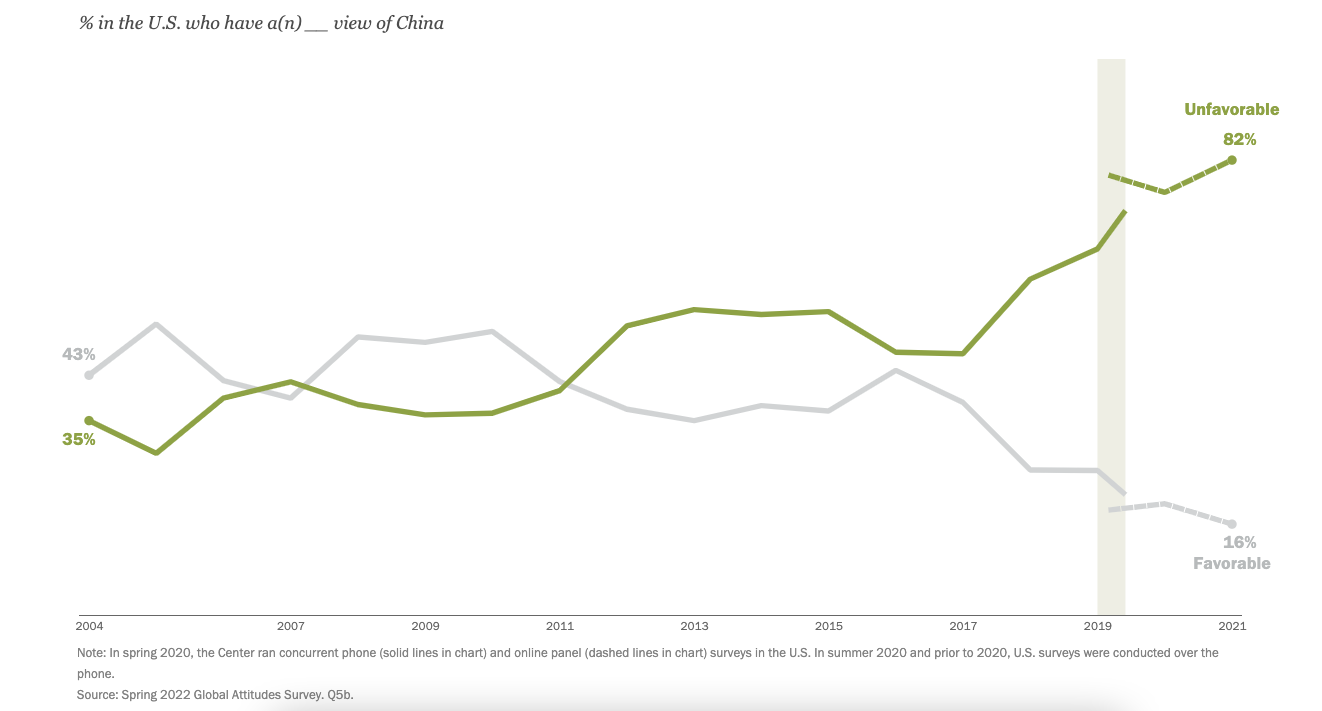 % in the U.S. who have a(n) __ view of China
Unfavorable
82%
43%
35%
16%
Favorable
2004 2007 2009 2011 2013 2015 2017 2019 2021
Note: In spring 2020, the Center ran concurrent phone (solid lines in chart) and online panel (dashed lines in chart) surveys in the U.S. In summer 2020 and prior to 2020, U.S. surveys were conducted over the
phone.
Source: Spring 2022 Global Attitudes Survey. Q5b.